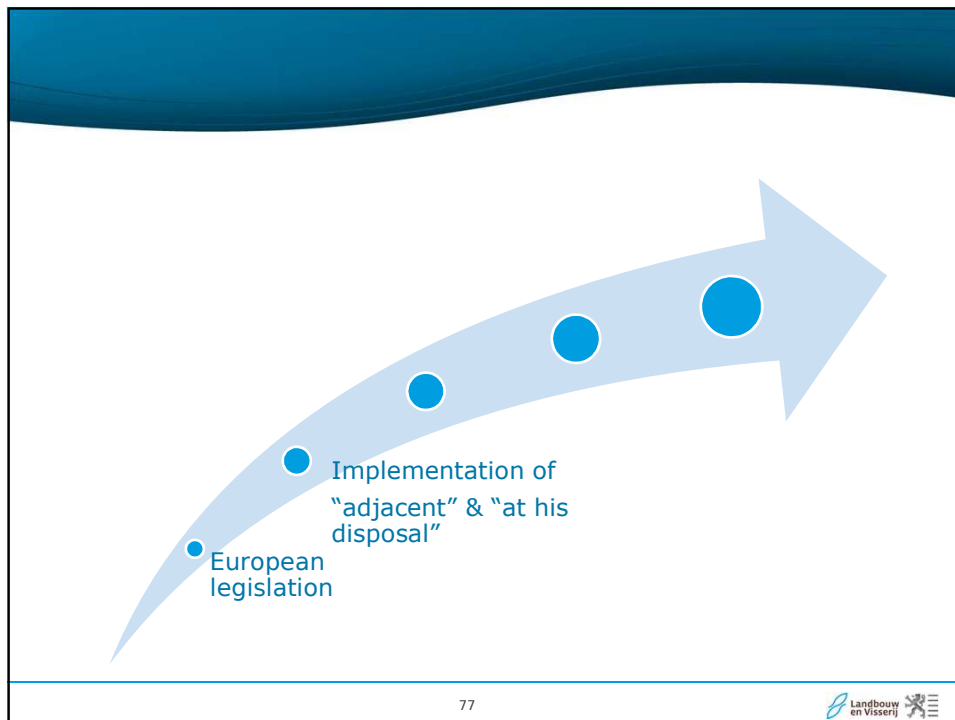 Implementation of
“adjacent” & “at his
disposal”
European
legislation
77
Landbouw
en Visserij